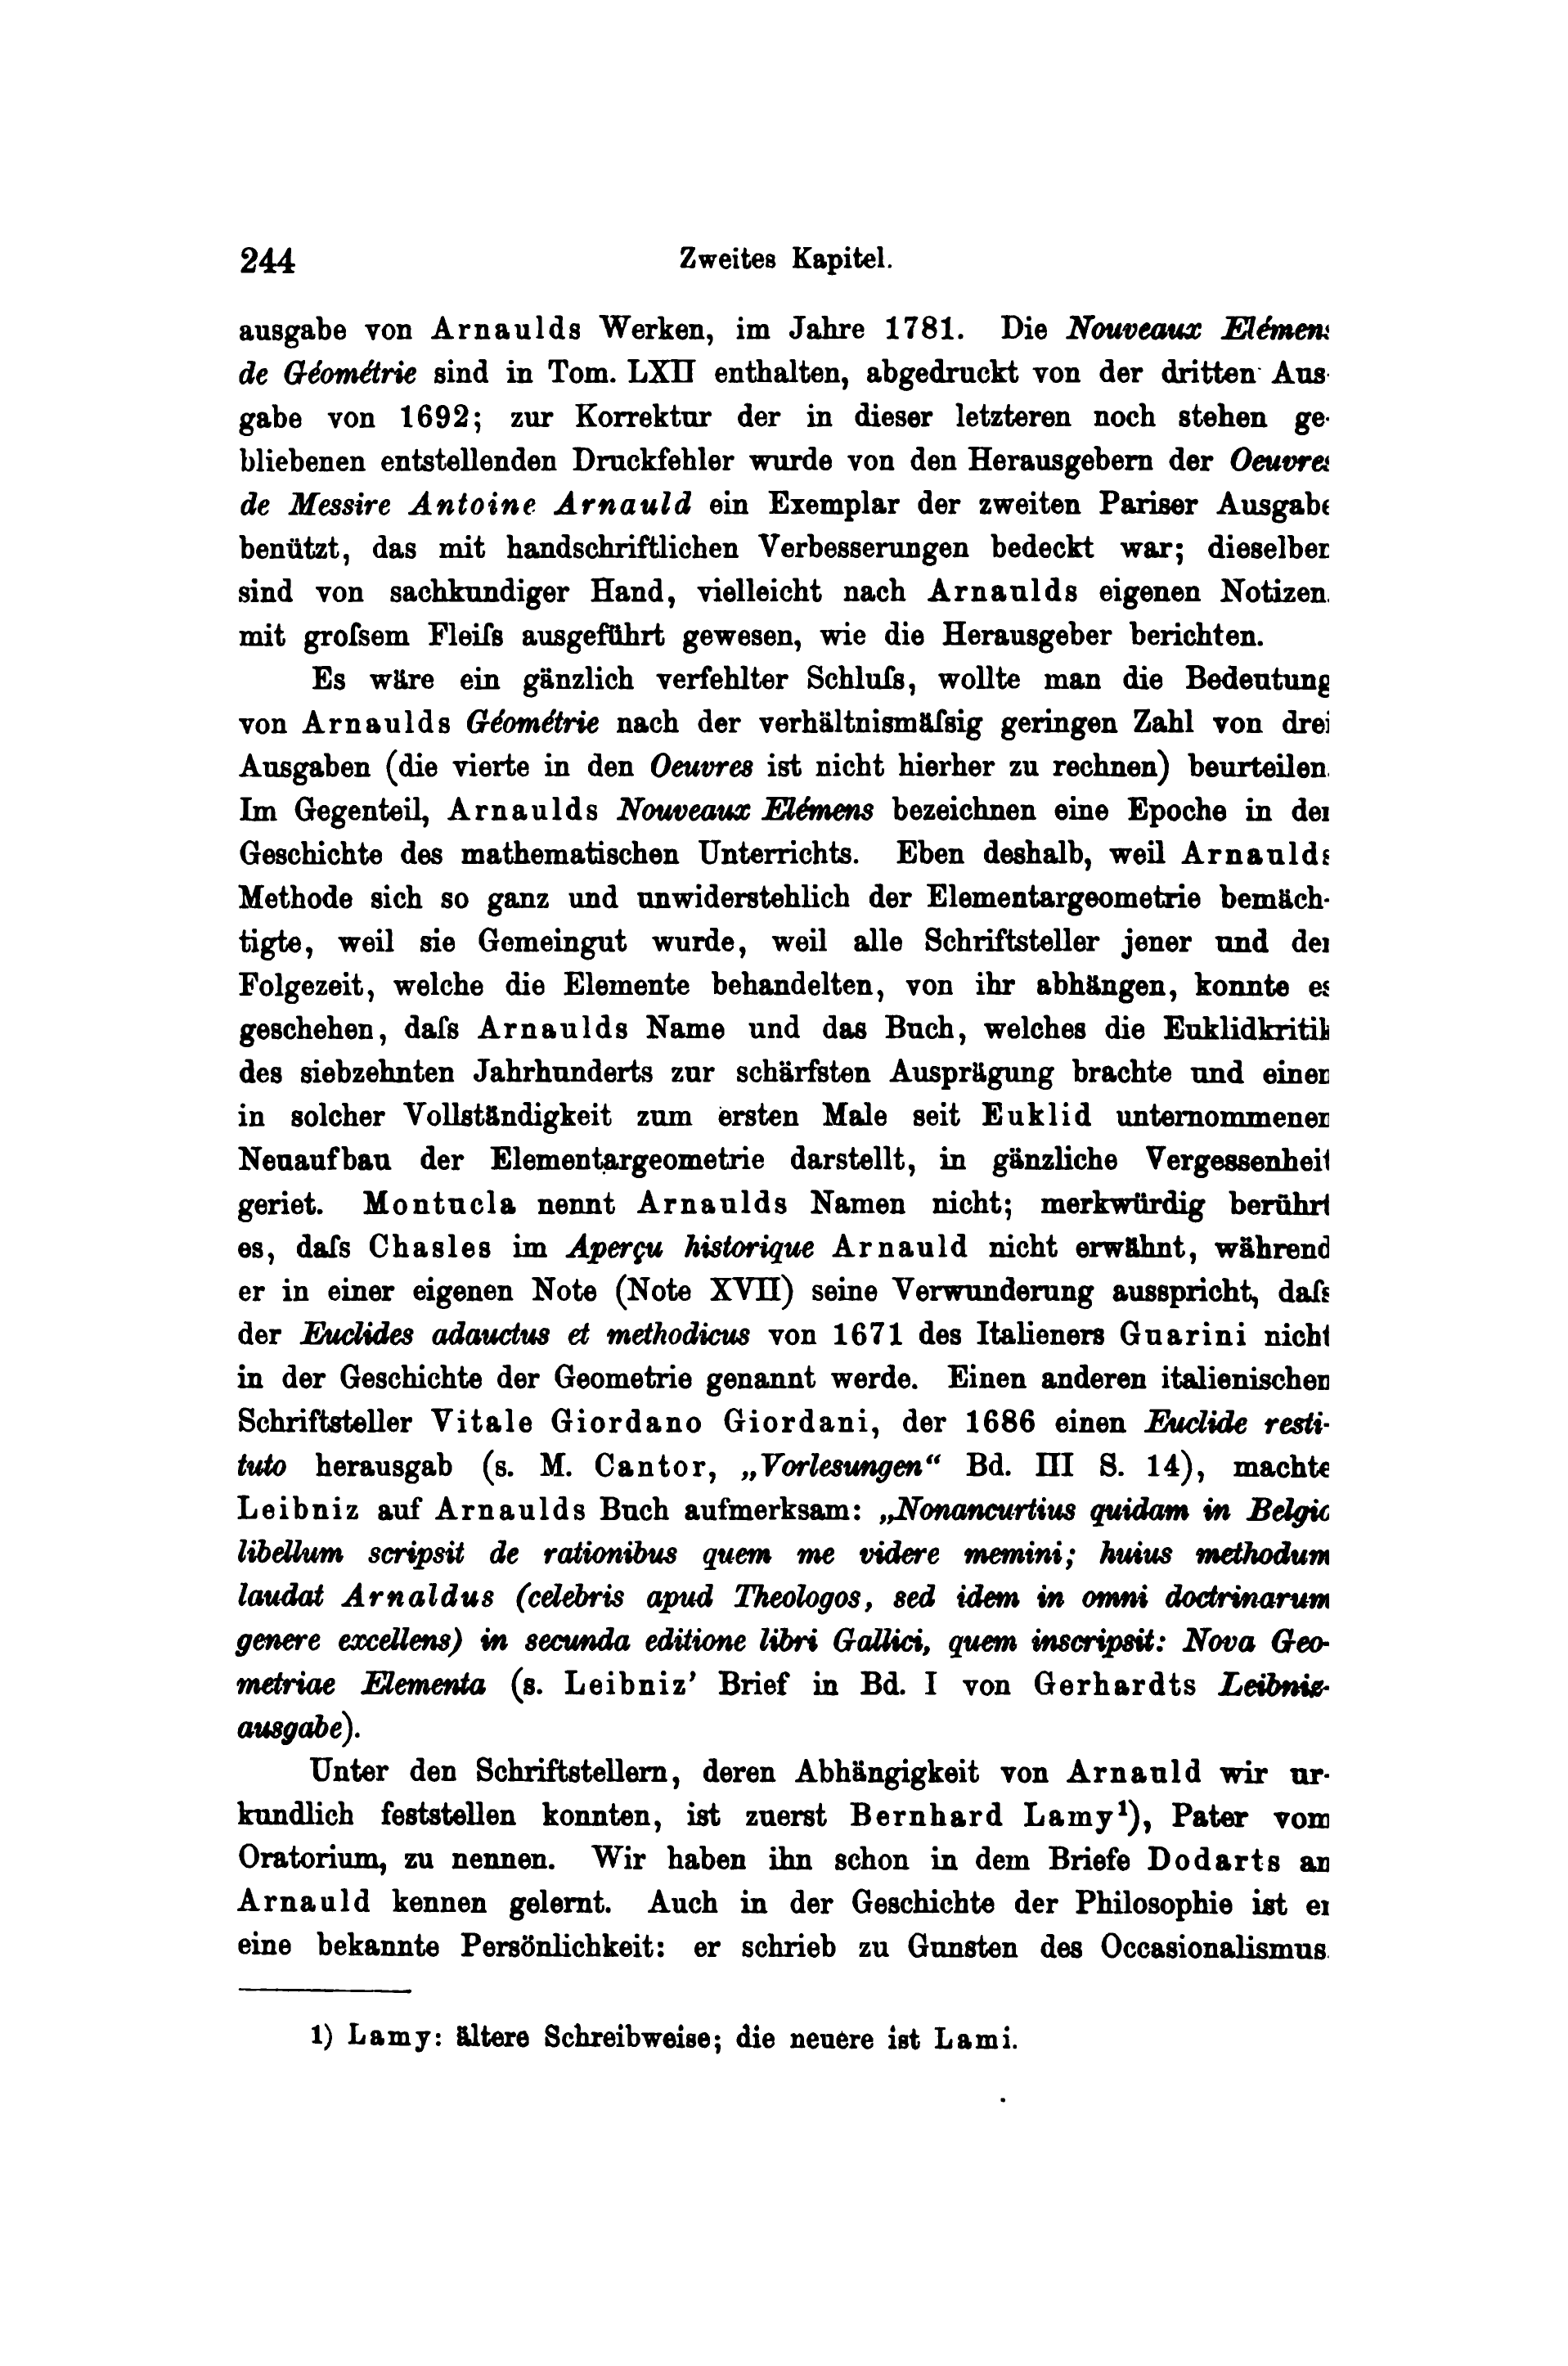 244 Zweites Kapitel.
ausgabe von Arnaulds Werken, im Jahre 1781. Die Nouveaux Elémens
de Géométrie sind in Tom. LXII enthalten, abgedruckt von der dritten Aus-
gabe von 1692; zur Korrektur der in dieser letzteren noch stehen ge-
bliebenen entstellenden Druckfehler wurde von den Herausgebern der Oeuvres
de Messire Antoine Arnauld ein Exemplar der zweiten Pariser Ausgabe
benützt, das mit handschriftlichen Verbesserungen bedeckt war; dieselben
sind von sachkundiger Hand, vielleicht nach Arnaulds eigenen Notizen,
mit groſsem Fleiſs ausgeführt gewesen, wie die Herausgeber berichten.
Es wäre ein gänzlich verfehlter Schluſs, wollte man die Bedeutung
von Arnaulds Géométrie nach der verhältnismäſsig geringen Zahl von drei
Ausgaben (die vierte in den Oeuvres ist nicht hierher zu rechnen) beurteilen.
Im Gegenteil, Arnaulds Nouveaux Elémens bezeichnen eine Epoche in der
Geschichte des mathematischen Unterrichts. Eben deshalb, weil Arnaulds
Methode sich so ganz und unwiderstehlich der Elementargeometrie bemäch-
tigte, weil sie Gemeingut wurde, weil alle Schriftsteller jener und der
Folgezeit, welche die Elemente behandelten, von ihr abhängen, konnte es
geschehen, daſs Arnaulds Name und das Buch, welches die Euklidkritik
des siebzehnten Jahrhunderts zur schärfsten Ausprägung brachte und einen
in solcher Vollständigkeit zum ersten Male seit Euklid unternommenen
Neuaufbau der Elementargeometrie darstellt, in gänzliche Vergessenheit
geriet. Montucla nennt Arnaulds Namen nicht; merkwürdig berührt
es, daſs Chasles im Aperçu historique Arnauld nicht erwähnt, während
er in einer eigenen Note (Note XVII) seine Verwunderung ausspricht, daſs
der Euclides adauctus et methodicus von 1671 des Italieners Guarini nicht
in der Geschichte der Geometrie genannt werde. Einen anderen italienischen
Schriftsteller Vitale Giordano Giordani, der 1686 einen Euclide resti-
tuto herausgab (s. M. Cantor, „Vorlesungen“ Bd. III S. 14), machte
Leibniz auf Arnaulds Buch aufmerksam: „Nonancurtius quidam in Belgio
libellum scripsit de rationibus quem me videre memini; huius methodum
laudat Arnaldus (celebris apud Theologos, sed idem in omni doctrinarum
genere excellens) in secunda editione libri Gallici, quem inscripsit: Nova Geo-
metriae Elementa (s. Leibniz’ Brief in Bd. I von Gerhardts Leibniz-
ausgabe).
Unter den Schriftstellern, deren Abhängigkeit von Arnauld wir ur-
kundlich feststellen konnten, ist zuerst Bernhard Lamy¹), Pater vom
Oratorium, zu nennen. Wir haben ihn schon in dem Briefe Dodarts an
Arnauld kennen gelernt. Auch in der Geschichte der Philosophie ist er
eine bekannte Persönlichkeit: er schrieb zu Gunsten des Occasionalismus.
1) Lamy: ältere Schreibweise; die neuere ist Lami.